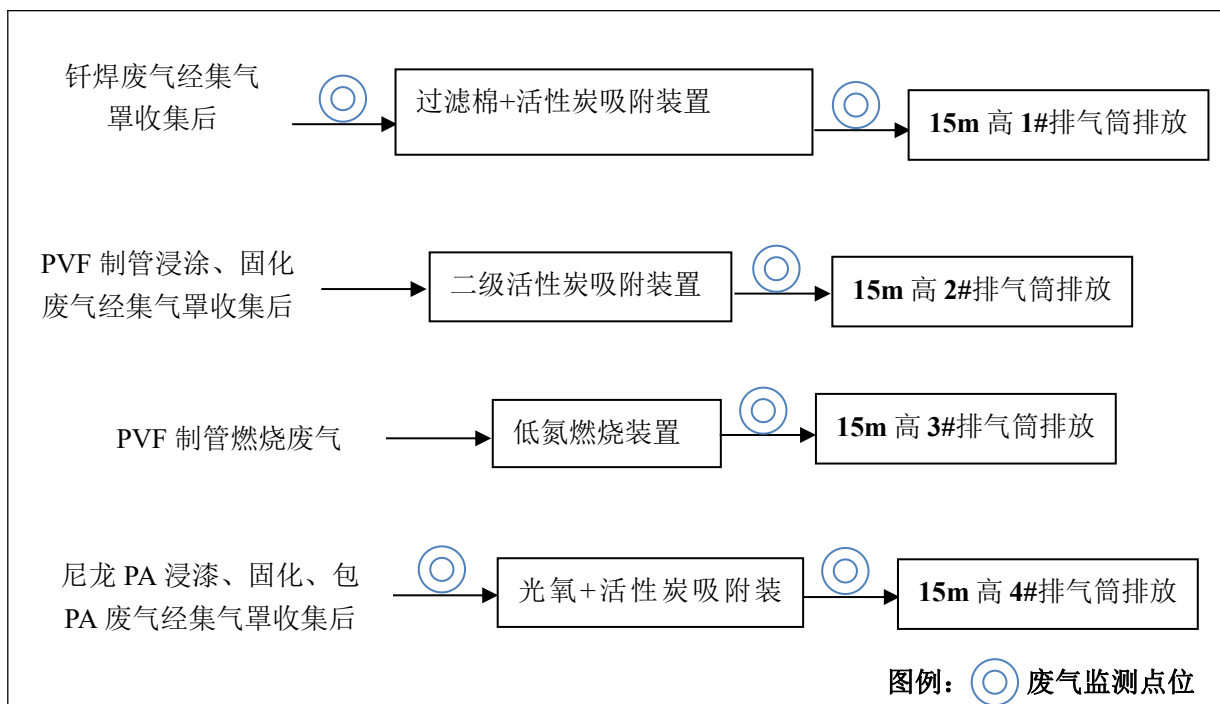 钎焊废气经集气
罩收集后
过滤棉+活性炭吸附装置
15m 高 1#排气筒排放
PVF 制管浸涂、固化
废气经集气罩收集后
二级活性炭吸附装置
15m 高 2#排气筒排放
PVF 制管燃烧废气
低氮燃烧装置
15m 高 3#排气筒排放
尼龙 PA 浸漆、固化、包
PA 废气经集气罩收集后
光氧+活性炭吸附装
15m 高 4#排气筒排放
图例： 废气监测点位